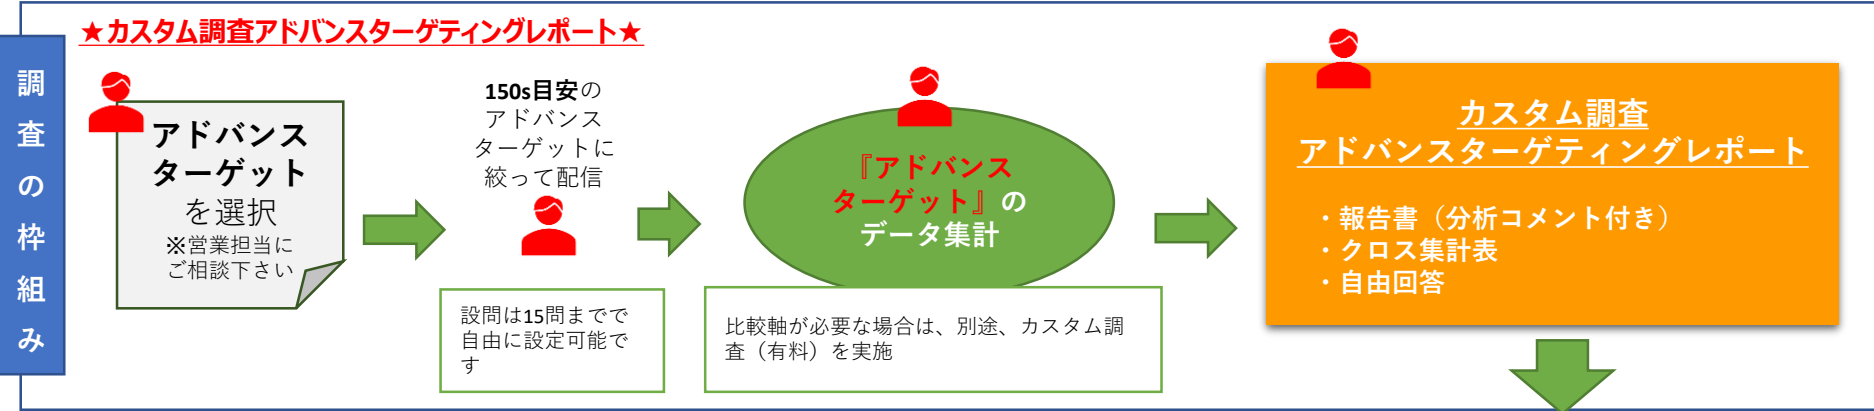 ★カスタム調査アドバンスターゲティングレポート★
調査の枠組み
アドバンス
ターゲット
を選択
※営業担当に
ご相談下さい
150s目安の
アドバンス
ターゲットに
絞って配信
設問は15問までで
自由に設定可能で
す
『アドバンス
ターゲット』の
データ集計
比較軸が必要な場合は、別途、カスタム調
査（有料）を実施
カスタム調査
アドバンスターゲティングレポート
・報告書（分析コメント付き）
・クロス集計表
・自由回答